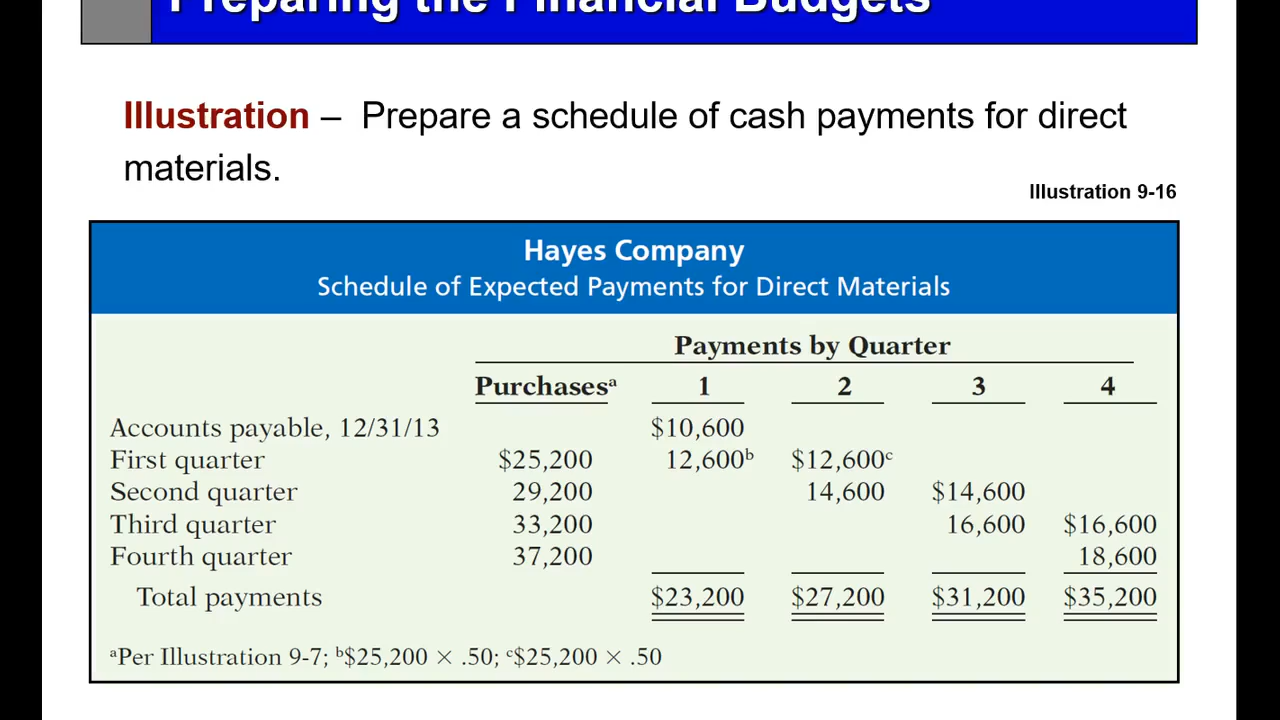 Preparing the Financial Budgets
Illustration – Prepare a schedule of cash payments for direct
materials.
Illustration 9-16
Hayes Company
Schedule of Expected Payments for Direct Materials
Payments by Quarter
Purchasesᵃ 1 2 3 4
Accounts payable, 12/31/13 $10,600
First quarter $25,200 12,600ᵇ $12,600ᶜ
Second quarter 29,200 14,600 $14,600
Third quarter 33,200 16,600 $16,600
Fourth quarter 37,200 18,600
Total payments $23,200 $27,200 $31,200 $35,200
ᵃPer Illustration 9-7; ᵇ$25,200 × .50; ᶜ$25,200 × .50